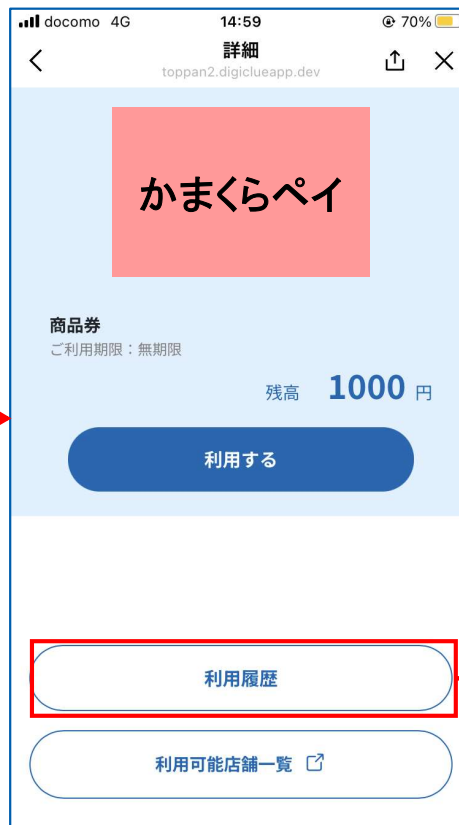 docomo 4G 14:59 70%
詳細
toppan2.digiclueapp.dev
かまくらペイ
商品券
ご利用期限：無期限
残高 1000 円
利用する
利用履歴
利用可能店舗一覧